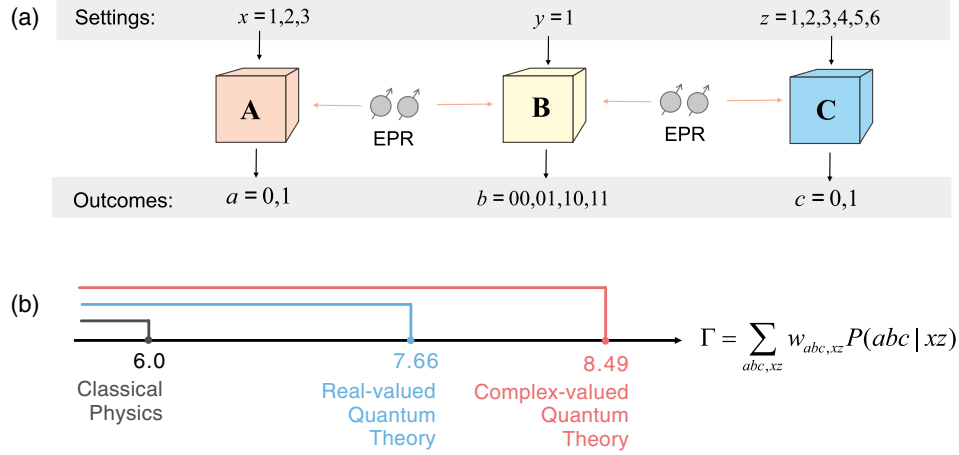 (a)
Settings: x = 1,2,3 y = 1 z = 1,2,3,4,5,6
A B C
EPR EPR
Outcomes: a = 0,1 b = 00,01,10,11 c = 0,1
(b)
Γ = ∑ w_{abc,xz} P(abc | xz)
abc,xz
6.0 7.66 8.49
Classical
Physics
Real-valued
Quantum
Theory
Complex-valued
Quantum
Theory